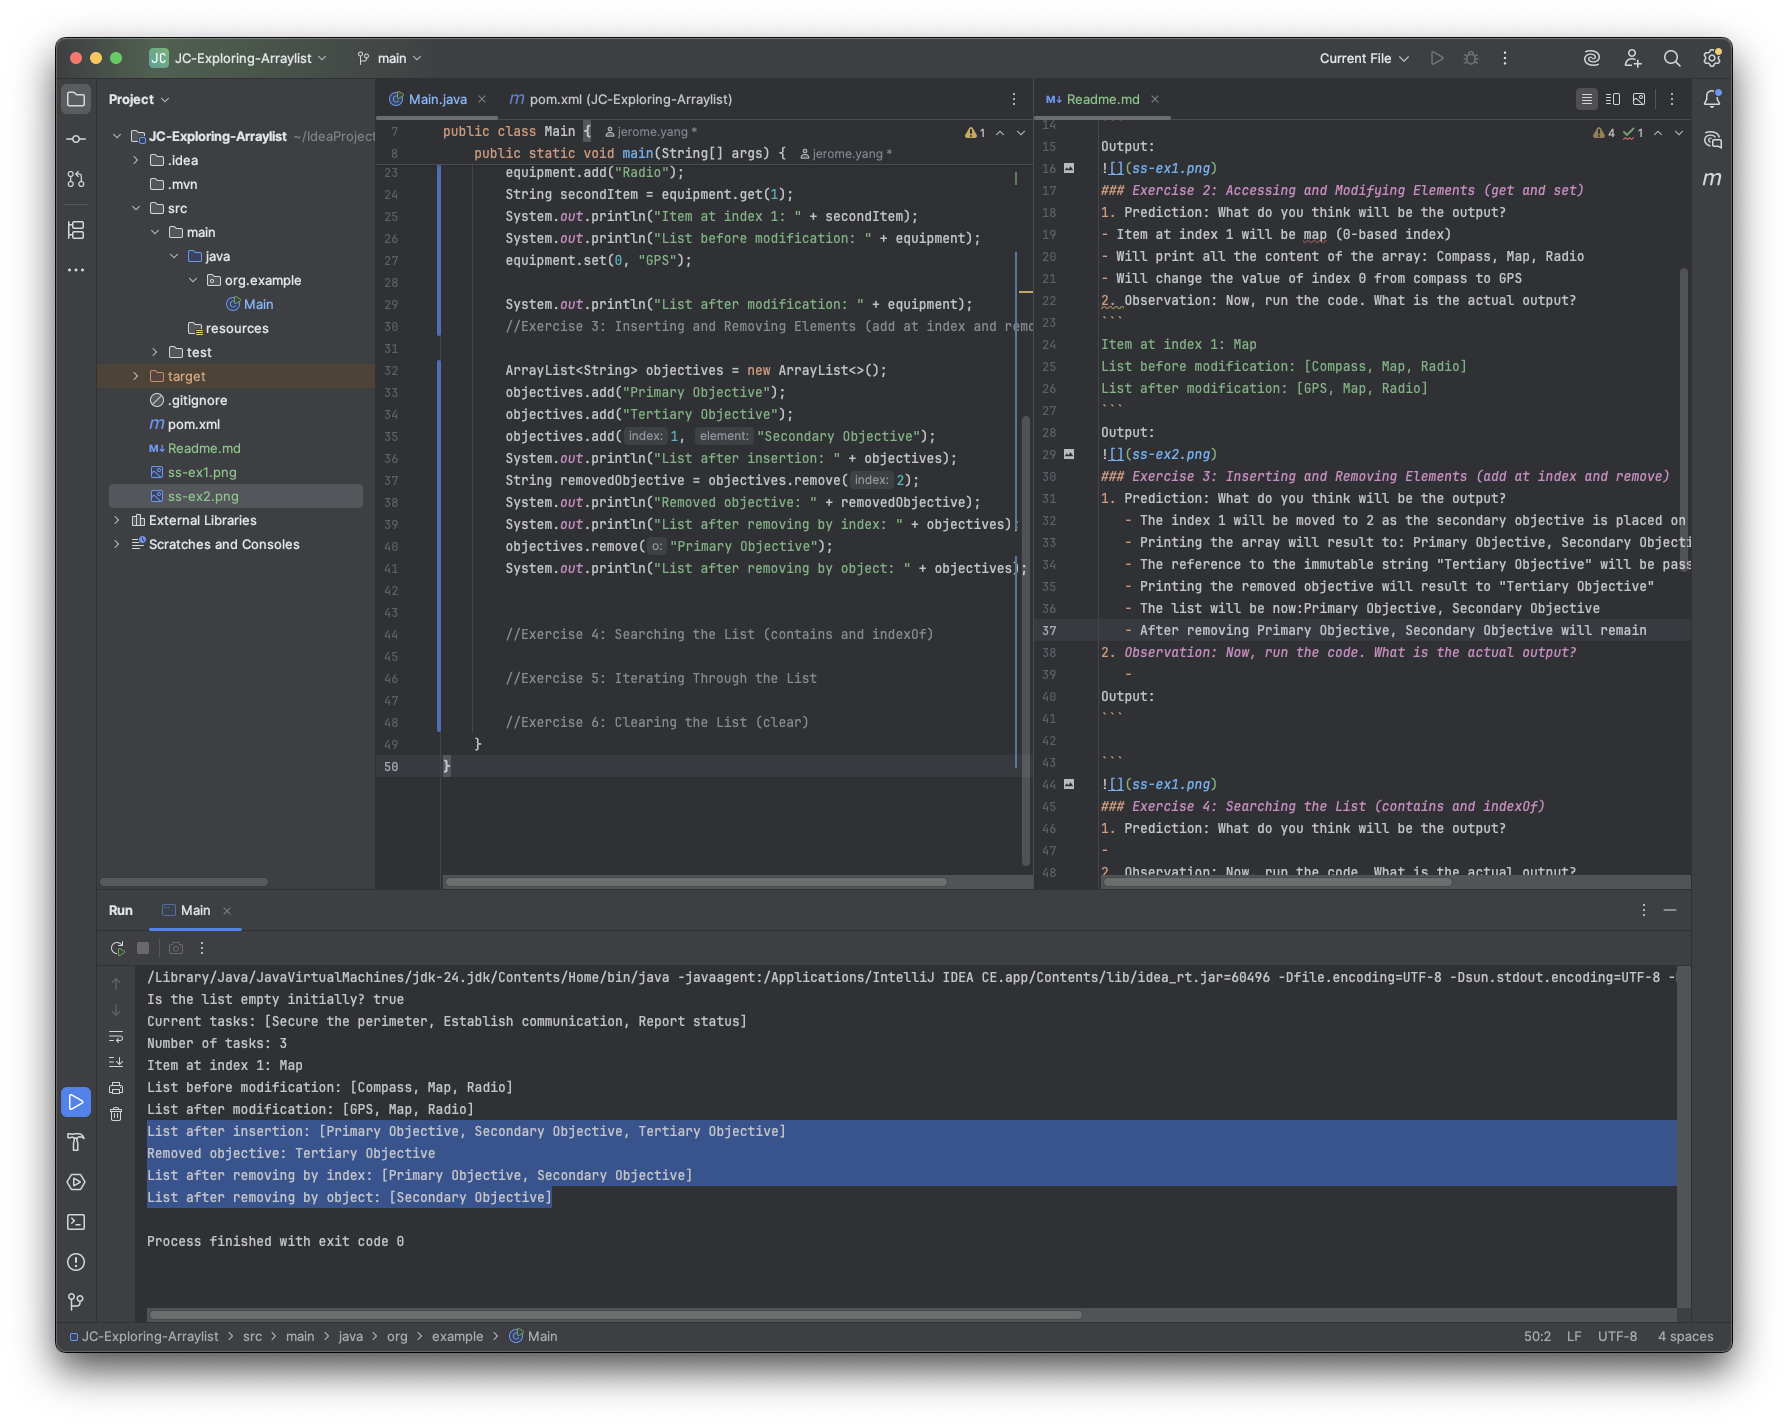 JC JC-Exploring-Arraylist main Current File
Project
JC-Exploring-Arraylist ~/IdeaProject
.idea
.mvn
src
main
java
org.example
Main
resources
test
target
.gitignore
pom.xml
Readme.md
ss-ex1.png
ss-ex2.png
External Libraries
Scratches and Consoles
Main.java pom.xml (JC-Exploring-Arraylist)
7 public class Main { jerome.yang * 1
8 public static void main(String[] args) { jerome.yang *
23 equipment.add("Radio");
24 String secondItem = equipment.get(1);
25 System.out.println("Item at index 1: " + secondItem);
26 System.out.println("List before modification: " + equipment);
27 equipment.set(0, "GPS");
28
29 System.out.println("List after modification: " + equipment);
30 //Exercise 3: Inserting and Removing Elements (add at index and remo
31
32 ArrayList<String> objectives = new ArrayList<>();
33 objectives.add("Primary Objective");
34 objectives.add("Tertiary Objective");
35 objectives.add( index: 1, element: "Secondary Objective");
36 System.out.println("List after insertion: " + objectives);
37 String removedObjective = objectives.remove( index: 2);
38 System.out.println("Removed objective: " + removedObjective);
39 System.out.println("List after removing by index: " + objectives);
40 objectives.remove( o: "Primary Objective");
41 System.out.println("List after removing by object: " + objectives);
42
43
44 //Exercise 4: Searching the List (contains and indexOf)
45
46 //Exercise 5: Iterating Through the List
47
48 //Exercise 6: Clearing the List (clear)
49 }
50 }
Readme.md
14 ```
4 1
15 Output:
16 ![](ss-ex1.png)
17 ### Exercise 2: Accessing and Modifying Elements (get and set)
18 1. Prediction: What do you think will be the output?
19 - Item at index 1 will be map (0-based index)
20 - Will print all the content of the array: Compass, Map, Radio
21 - Will change the value of index 0 from compass to GPS
22 2. Observation: Now, run the code. What is the actual output?
23 ```
24 Item at index 1: Map
25 List before modification: [Compass, Map, Radio]
26 List after modification: [GPS, Map, Radio]
27 ```
28 Output:
29 ![](ss-ex2.png)
30 ### Exercise 3: Inserting and Removing Elements (add at index and remove)
31 1. Prediction: What do you think will be the output?
32 - The index 1 will be moved to 2 as the secondary objective is placed on
33 - Printing the array will result to: Primary Objective, Secondary Objecti
34 - The reference to the immutable string "Tertiary Objective" will be pas
35 - Printing the removed objective will result to "Tertiary Objective"
36 - The list will be now:Primary Objective, Secondary Objective
37 - After removing Primary Objective, Secondary Objective will remain
38 2. Observation: Now, run the code. What is the actual output?
39 -
40 Output:
41 ```
42
43 ```
44 ![](ss-ex1.png)
45 ### Exercise 4: Searching the List (contains and indexOf)
46 1. Prediction: What do you think will be the output?
47 -
48 2. Observation: Now, run the code. What is the actual output?
Run Main
/Library/Java/JavaVirtualMachines/jdk-24.jdk/Contents/Home/bin/java -javaagent:/Applications/IntelliJ IDEA CE.app/Contents/lib/idea_rt.jar=60496 -Dfile.encoding=UTF-8 -Dsun.stdout.encoding=UTF-8 -
Is the list empty initially? true
Current tasks: [Secure the perimeter, Establish communication, Report status]
Number of tasks: 3
Item at index 1: Map
List before modification: [Compass, Map, Radio]
List after modification: [GPS, Map, Radio]
List after insertion: [Primary Objective, Secondary Objective, Tertiary Objective]
Removed objective: Tertiary Objective
List after removing by index: [Primary Objective, Secondary Objective]
List after removing by object: [Secondary Objective]
Process finished with exit code 0
JC-Exploring-Arraylist > src > main > java > org > example > Main 50:2 LF UTF-8 4 spaces